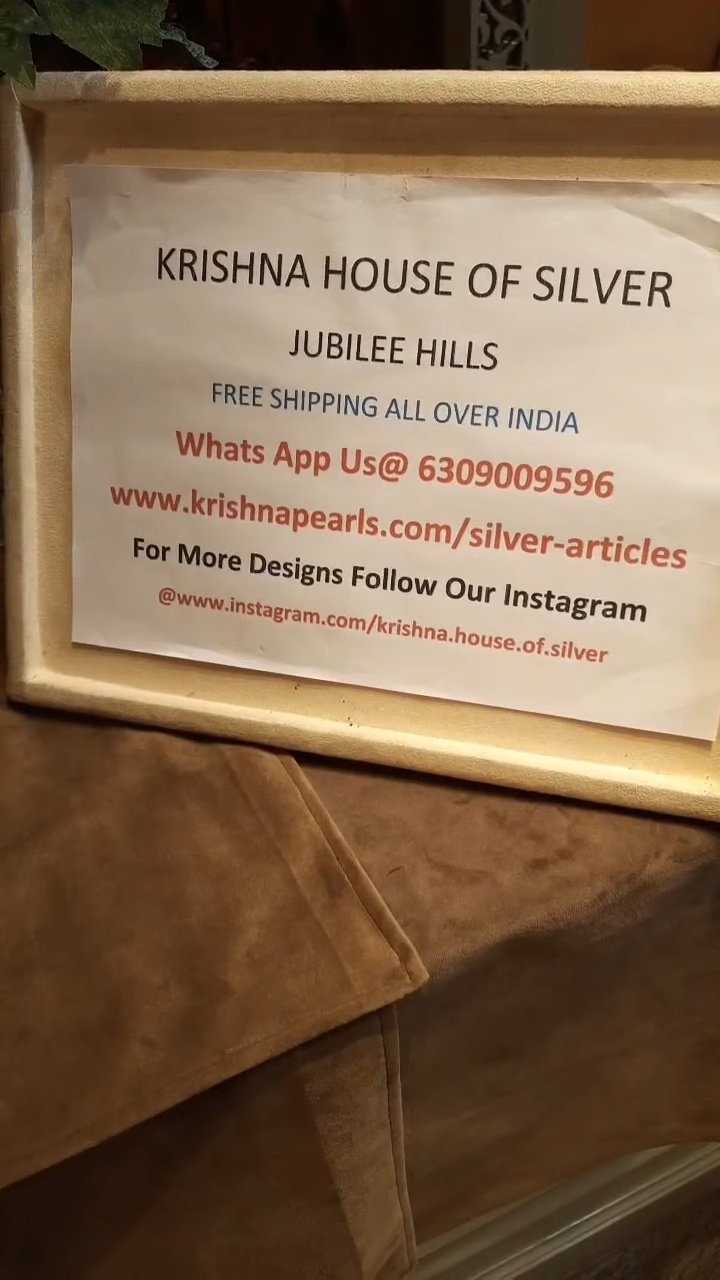 KRISHNA HOUSE OF SILVER
JUBILEE HILLS
FREE SHIPPING ALL OVER INDIA
Whats App Us@ 6309009596
www.krishnapearls.com/silver-articles
For More Designs Follow Our Instagram
@www.instagram.com/krishna.house.of.silver